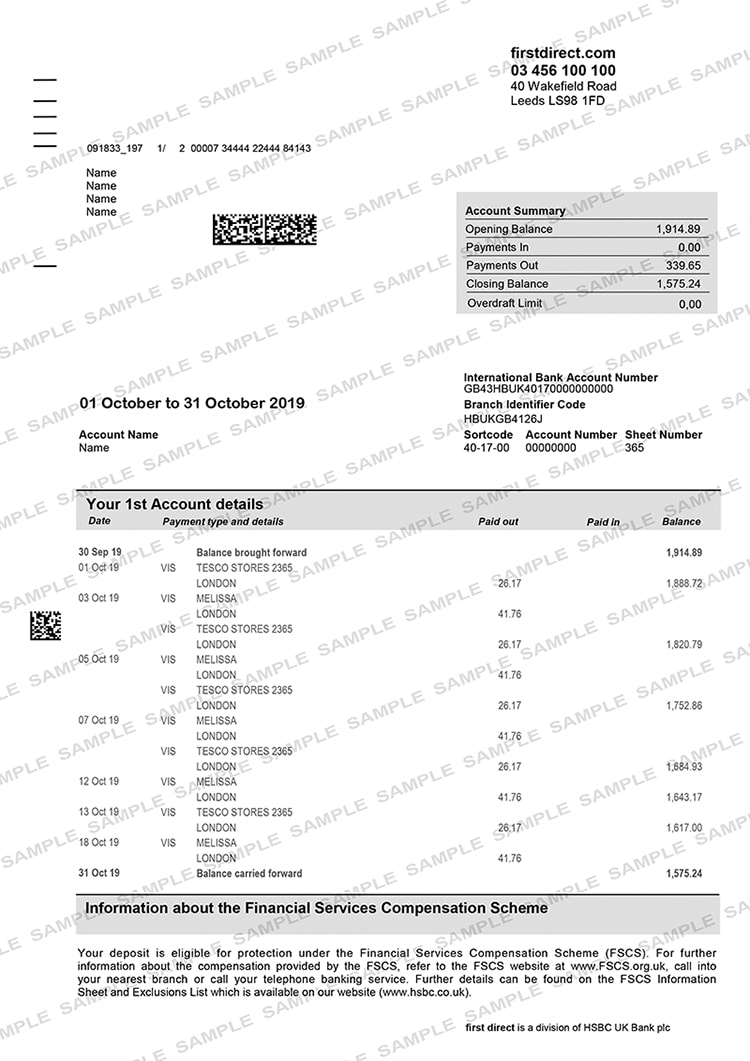 firstdirect.com
03 456 100 100
40 Wakefield Road
Leeds LS98 1FD
091833_197 1/ 2 00007 34444 22444 84143
Name
Name
Name
Name
Account Summary
Opening Balance 1,914.89
Payments In 0.00
Payments Out 339.65
Closing Balance 1,575.24
Overdraft Limit 0,00
International Bank Account Number
GB43HBUK40170000000000
01 October to 31 October 2019
Branch Identifier Code
HBUKGB4126J
Account Name
Name
Sortcode Account Number Sheet Number
40-17-00 00000000 365
Your 1st Account details
Date Payment type and details Paid out Paid in Balance
30 Sep 19 Balance brought forward 1,914.89
01 Oct 19 VIS TESCO STORES 2365
LONDON 26.17 1,888.72
03 Oct 19 VIS MELISSA
LONDON 41.76
VIS TESCO STORES 2365
LONDON 26.17 1,820.79
05 Oct 19 VIS MELISSA
LONDON 41.76
VIS TESCO STORES 2365
LONDON 26.17 1,752.86
07 Oct 19 VIS MELISSA
LONDON 41.76
VIS TESCO STORES 2365
LONDON 26.17 1,684.93
12 Oct 19 VIS MELISSA
LONDON 41.76 1,643.17
13 Oct 19 VIS TESCO STORES 2365
LONDON 26.17 1,617.00
18 Oct 19 VIS MELISSA
LONDON 41.76
31 Oct 19 Balance carried forward 1,575.24
Information about the Financial Services Compensation Scheme
Your deposit is eligible for protection under the Financial Services Compensation Scheme (FSCS). For further
information about the compensation provided by the FSCS, refer to the FSCS website at www.FSCS.org.uk, call into
your nearest branch or call your telephone banking service. Further details can be found on the FSCS Information
Sheet and Exclusions List which is available on our website (www.hsbc.co.uk).
first direct is a division of HSBC UK Bank plc
SAMPLE